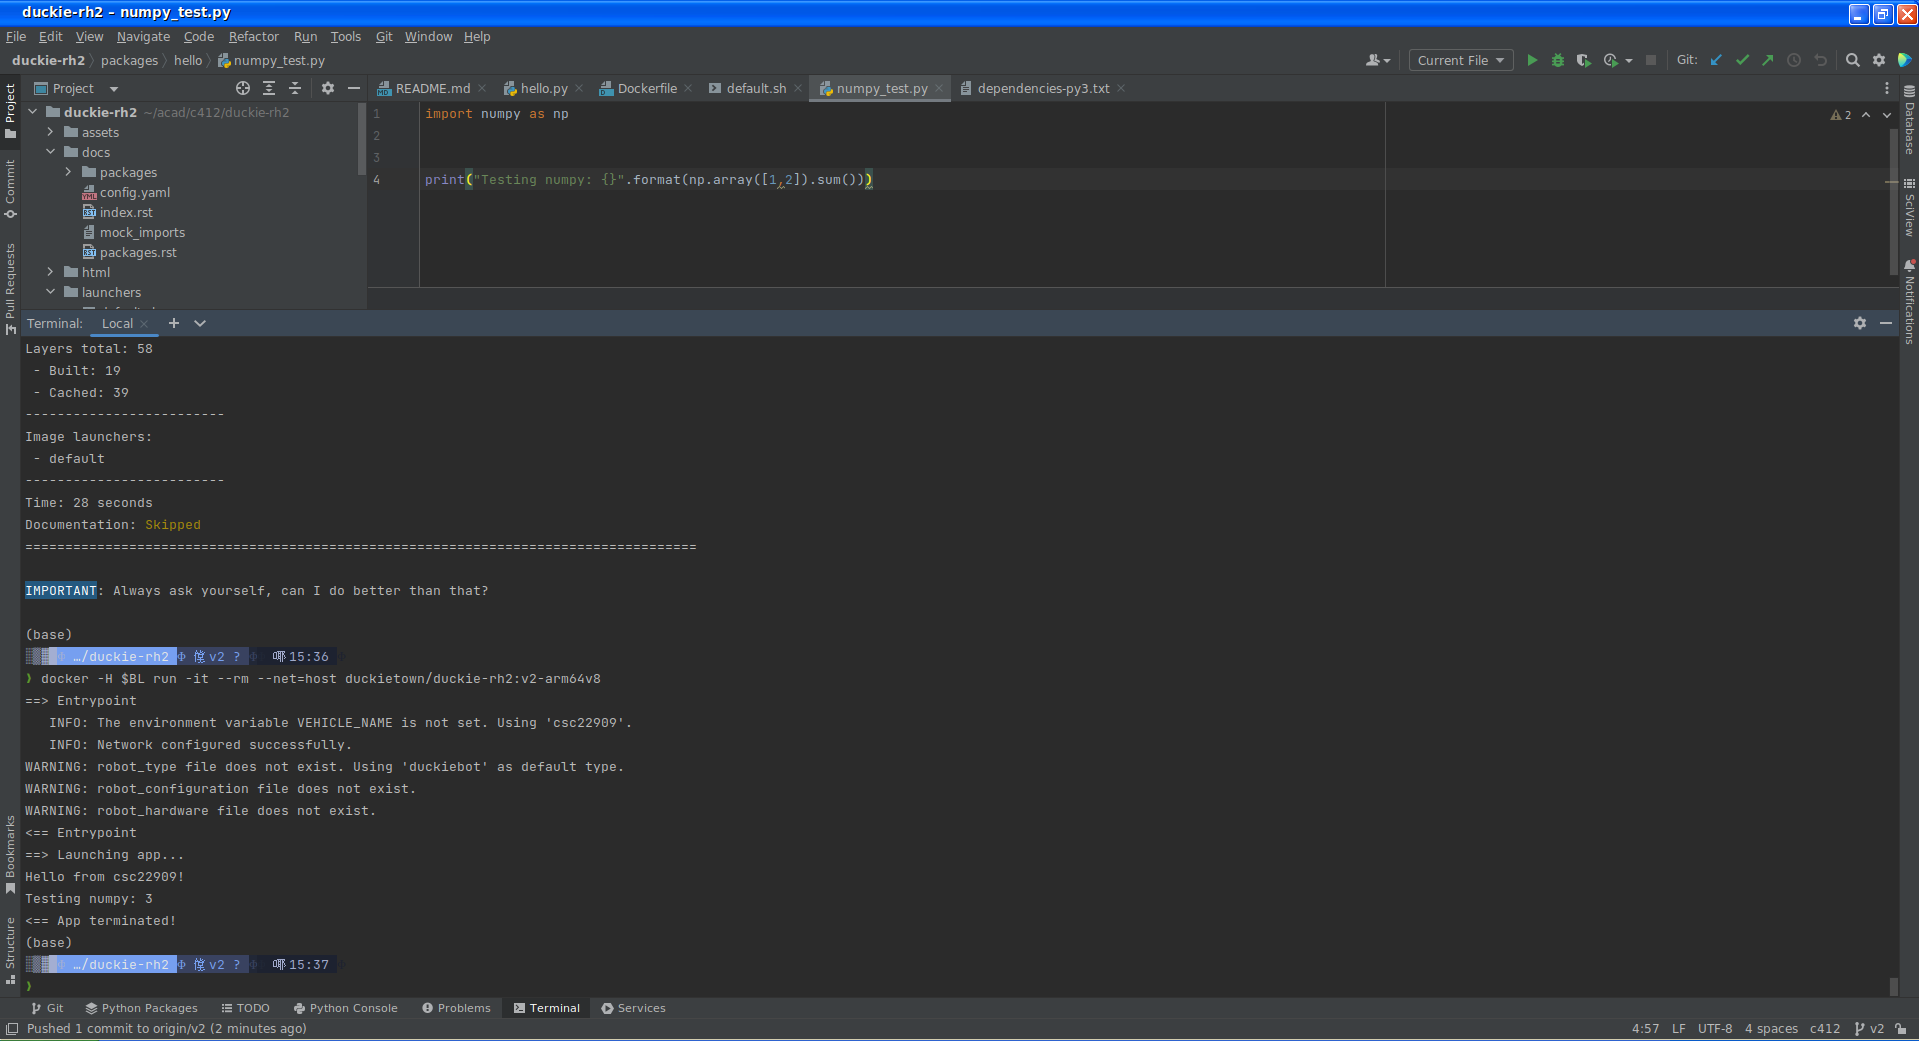 duckie-rh2 – numpy_test.py
File Edit View Navigate Code Refactor Run Tools Git Window Help
duckie-rh2 packages hello numpy_test.py
Current File
Git:
Project
README.md
hello.py
Dockerfile
default.sh
numpy_test.py
dependencies-py3.txt
duckie-rh2 ~/acad/c412/duckie-rh2
assets
docs
packages
config.yaml
index.rst
mock_imports
packages.rst
html
launchers
1 import numpy as np
2
3
4 print("Testing numpy: {}".format(np.array([1,2]).sum()))
2
Project
Commit
Pull Requests
Bookmarks
Structure
Database
SciView
Notifications
Terminal: Local
Layers total: 58
- Built: 19
- Cached: 39
-------------------------
Image launchers:
- default
-------------------------
Time: 28 seconds
Documentation: Skipped
====================================================================================
IMPORTANT: Always ask yourself, can I do better than that?
(base)
…/duckie-rh2 v2 ? 15:36
❯ docker -H $BL run -it --rm --net=host duckietown/duckie-rh2:v2-arm64v8
==> Entrypoint
INFO: The environment variable VEHICLE_NAME is not set. Using 'csc22909'.
INFO: Network configured successfully.
WARNING: robot_type file does not exist. Using 'duckiebot' as default type.
WARNING: robot_configuration file does not exist.
WARNING: robot_hardware file does not exist.
<== Entrypoint
==> Launching app...
Hello from csc22909!
Testing numpy: 3
<== App terminated!
(base)
…/duckie-rh2 v2 ? 15:37
❯
Git Python Packages TODO Python Console Problems Terminal Services
Pushed 1 commit to origin/v2 (2 minutes ago)
4:57 LF UTF-8 4 spaces c412 v2